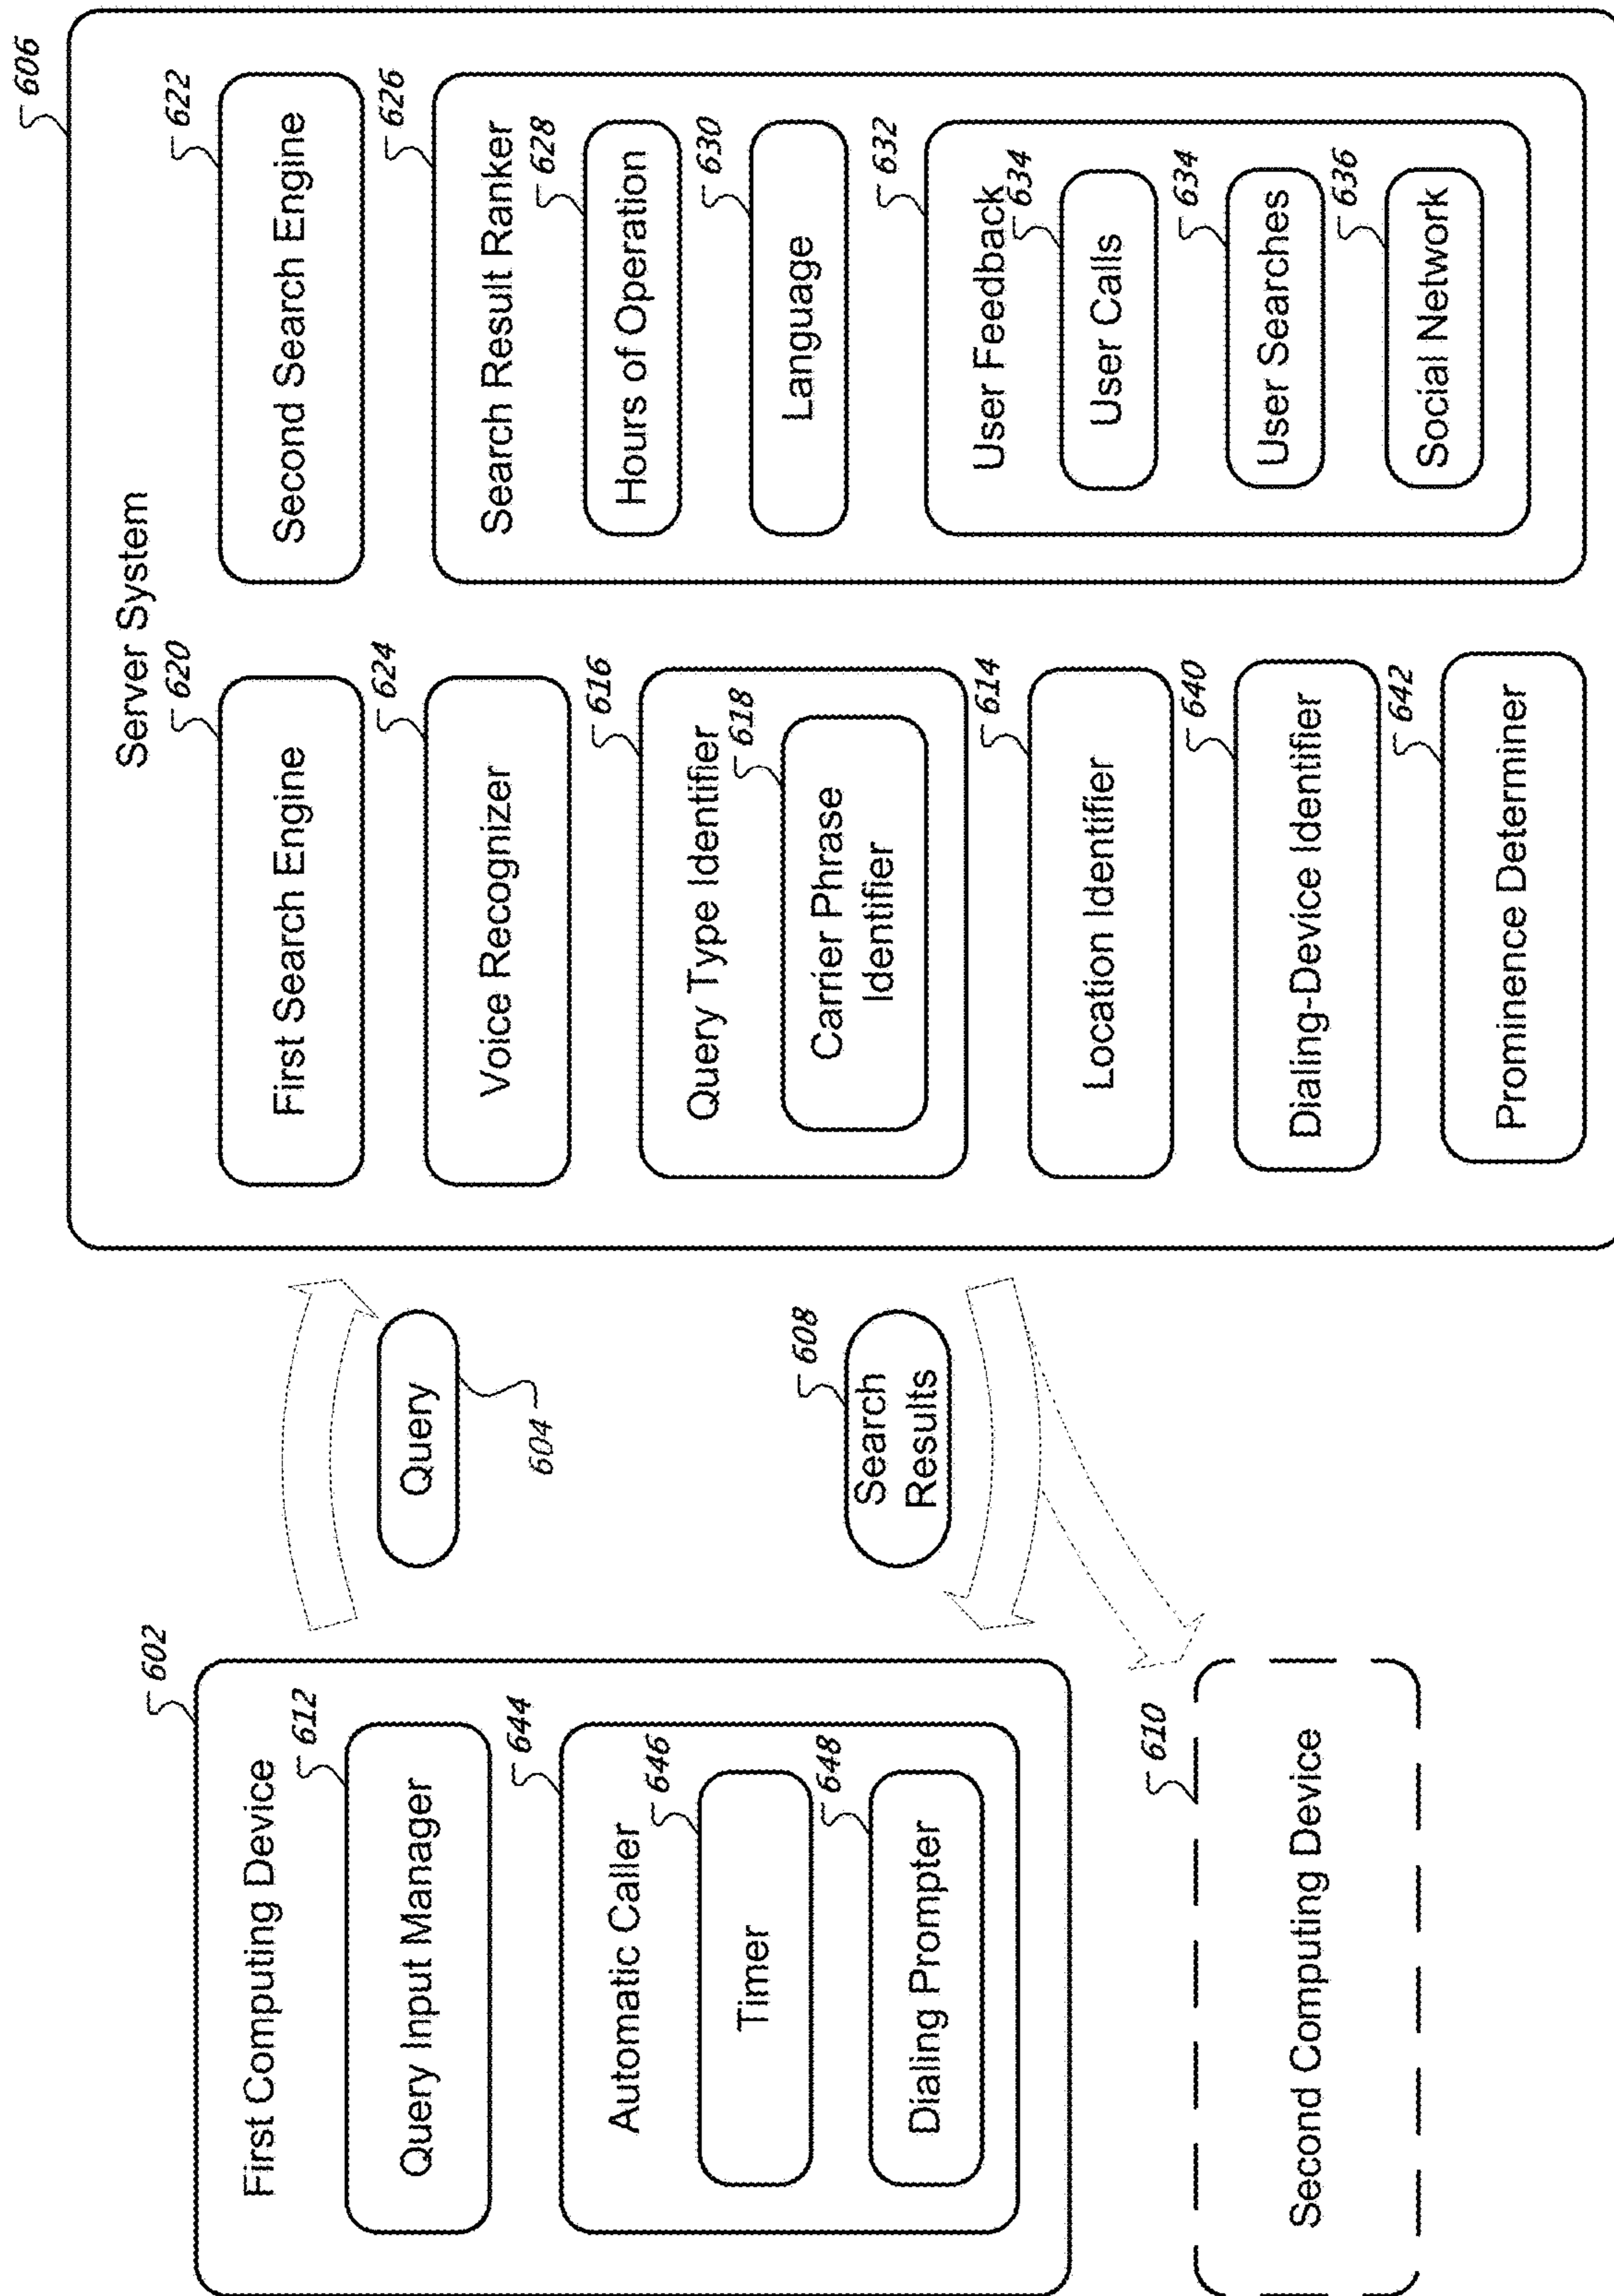 606
Server System
620
First Search Engine
622
Second Search Engine
624
Voice Recognizer
626
Search Result Ranker
628
Hours of Operation
630
Language
632
User Feedback
634
User Calls
634
User Searches
636
Social Network
616
Query Type Identifier
618
Carrier Phrase
Identifier
614
Location Identifier
640
Dialing-Device Identifier
642
Prominence Determiner
Query
604
608
Search
Results
602
First Computing Device
612
Query Input Manager
644
Automatic Caller
646
Timer
648
Dialing Prompter
610
Second Computing Device